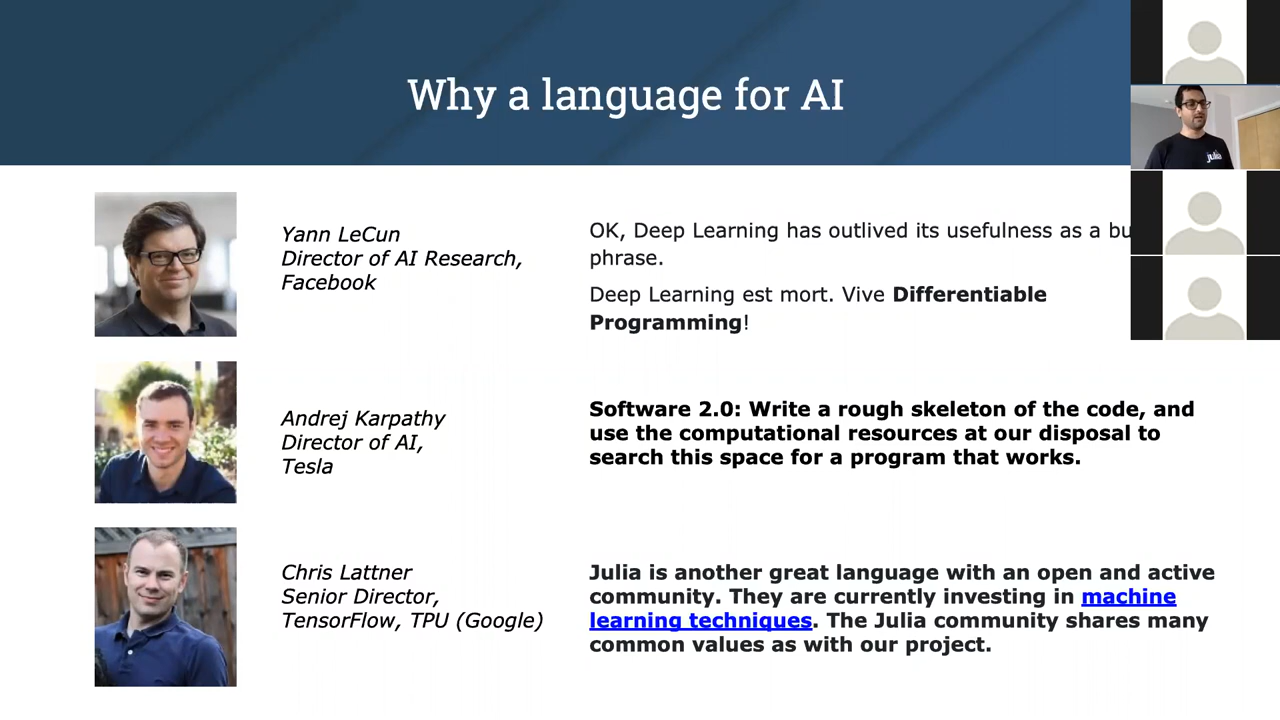 Why a language for AI
julia
Yann LeCun
Director of AI Research,
Facebook
OK, Deep Learning has outlived its usefulness as a bu
phrase.
Deep Learning est mort. Vive Differentiable
Programming!
Andrej Karpathy
Director of AI,
Tesla
Software 2.0: Write a rough skeleton of the code, and
use the computational resources at our disposal to
search this space for a program that works.
Chris Lattner
Senior Director,
TensorFlow, TPU (Google)
Julia is another great language with an open and active
community. They are currently investing in machine
learning techniques. The Julia community shares many
common values as with our project.